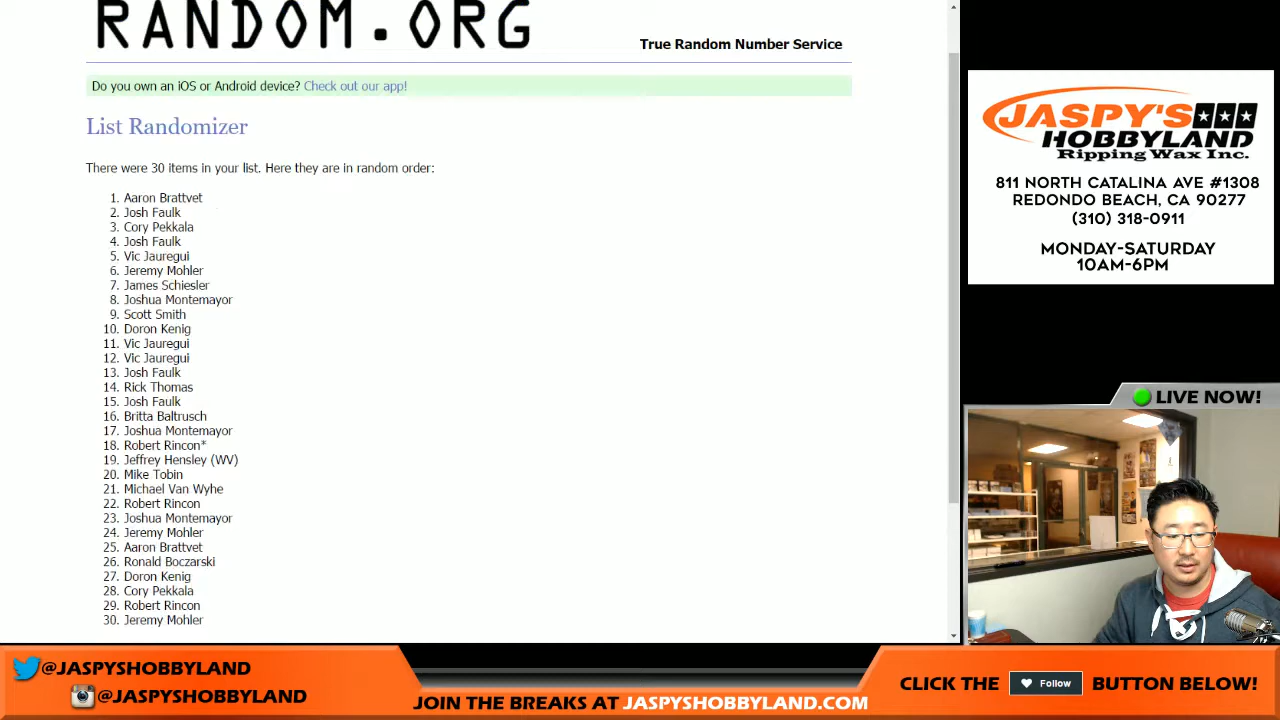 RANDOM.ORG
True Random Number Service
Do you own an iOS or Android device? Check out our app!
List Randomizer
There were 30 items in your list. Here they are in random order:
1. Aaron Brattvet
2. Josh Faulk
3. Cory Pekkala
4. Josh Faulk
5. Vic Jauregui
6. Jeremy Mohler
7. James Schiesler
8. Joshua Montemayor
9. Scott Smith
10. Doron Kenig
11. Vic Jauregui
12. Vic Jauregui
13. Josh Faulk
14. Rick Thomas
15. Josh Faulk
16. Britta Baltrusch
17. Joshua Montemayor
18. Robert Rincon*
19. Jeffrey Hensley (WV)
20. Mike Tobin
21. Michael Van Wyhe
22. Robert Rincon
23. Joshua Montemayor
24. Jeremy Mohler
25. Aaron Brattvet
26. Ronald Boczarski
27. Doron Kenig
28. Cory Pekkala
29. Robert Rincon
30. Jeremy Mohler
JASPY'S
HOBBYLAND
Ripping Wax Inc.
811 NORTH CATALINA AVE #1308
REDONDO BEACH, CA 90277
(310) 318-0911
MONDAY-SATURDAY
10AM-6PM
LIVE NOW!
@JASPYSHOBBYLAND
@JASPYSHOBBYLAND
JOIN THE BREAKS AT JASPYSHOBBYLAND.COM
CLICK THE Follow BUTTON BELOW!